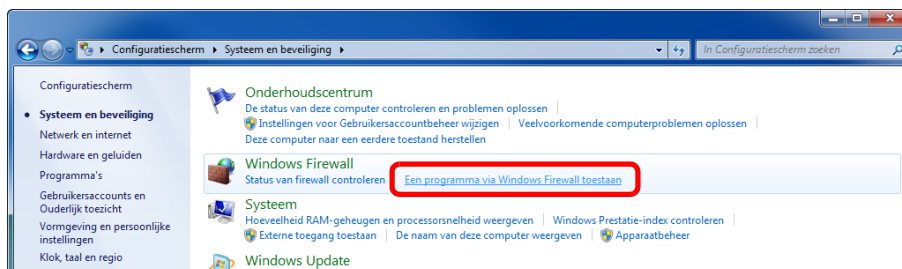 Configuratiescherm ▸ Systeem en beveiliging ▸
In Configuratiescherm zoeken
Configuratiescherm
Systeem en beveiliging
Netwerk en internet
Hardware en geluiden
Programma's
Gebruikersaccounts en
Ouderlijk toezicht
Vormgeving en persoonlijke
instellingen
Klok, taal en regio
Onderhoudscentrum
De status van deze computer controleren en problemen oplossen
Instellingen voor Gebruikersaccountbeheer wijzigen
Veelvoorkomende computerproblemen oplossen
Deze computer naar een eerdere toestand herstellen
Windows Firewall
Status van firewall controleren
Een programma via Windows Firewall toestaan
Systeem
Hoeveelheid RAM-geheugen en processorsnelheid weergeven
Windows Prestatie-index controleren
Externe toegang toestaan
De naam van deze computer weergeven
Apparaatbeheer
Windows Update